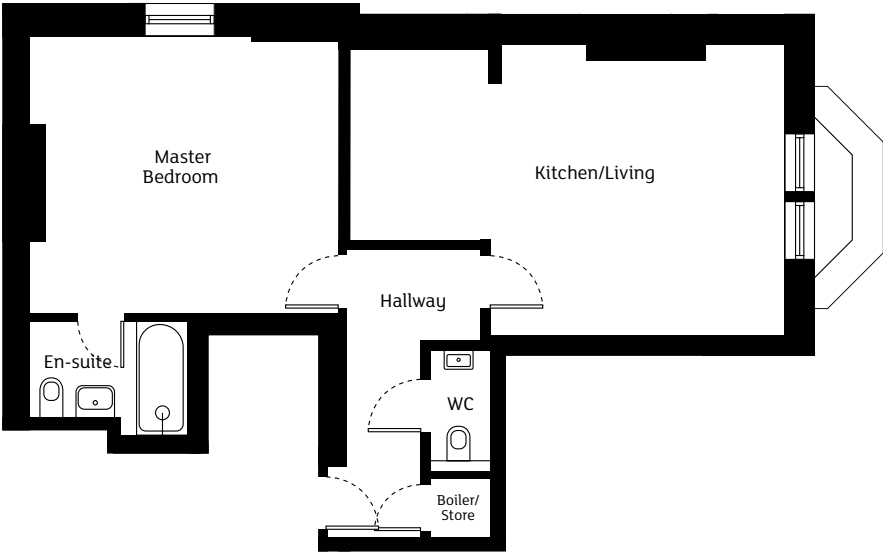 Master
Bedroom
Kitchen/Living
Hallway
En-suite
WC
Boiler/
Store